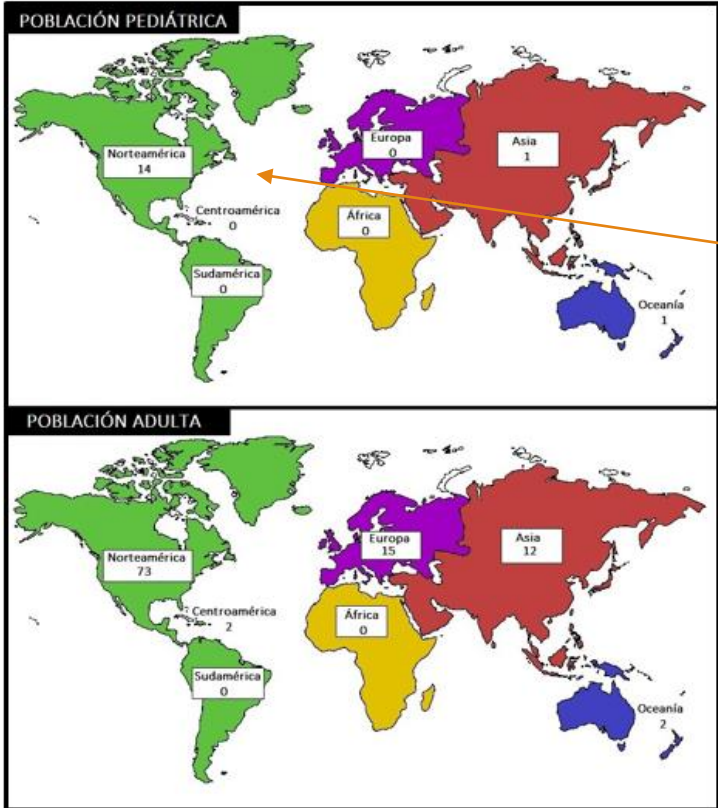 POBLACIÓN PEDIÁTRICA
Norteamérica
14
Europa
0
Asia
1
Centroamérica
0
África
0
Sudamérica
0
Oceanía
1
POBLACIÓN ADULTA
Norteamérica
73
Europa
15
Asia
12
Centroamérica
2
África
0
Sudamérica
0
Oceanía
2